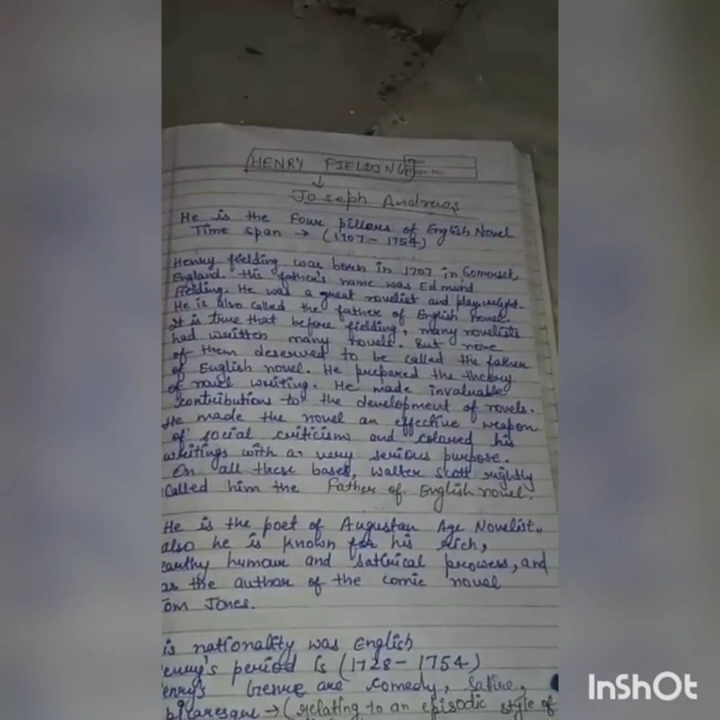 HENRY FIELDING
↓
Joseph Andrews
He is the Four pillars of English Novel
Time span → (1707 - 1754)
Henry fielding was born in 1707 in Somerset
England. His father's name was Edmund
Fielding. He was a great novelist and playwright.
He is also called the father of English novel.
It is true that before fielding, many novelists
had written many novels. But none
of them deserved to be called the father
of English novel. He prepared the theory
of novel writing. He made invaluable
contributions to the development of novels.
He made the novel an effective weapon
of social criticism and colored his
writings with a very serious purpose.
On all these bases, Walter Scott rightly
called him the Father of English novel.
He is the poet of Augustan Age Novelist.
also he is known for his rich,
earthy humour and satirical prowess, and
as the author of the comic novel
om Jones.
is nationality was English
enry's period is (1728 - 1754)
enry's Genre are comedy, Satire,
picaresque → (relating to an episodic style of
InShOt